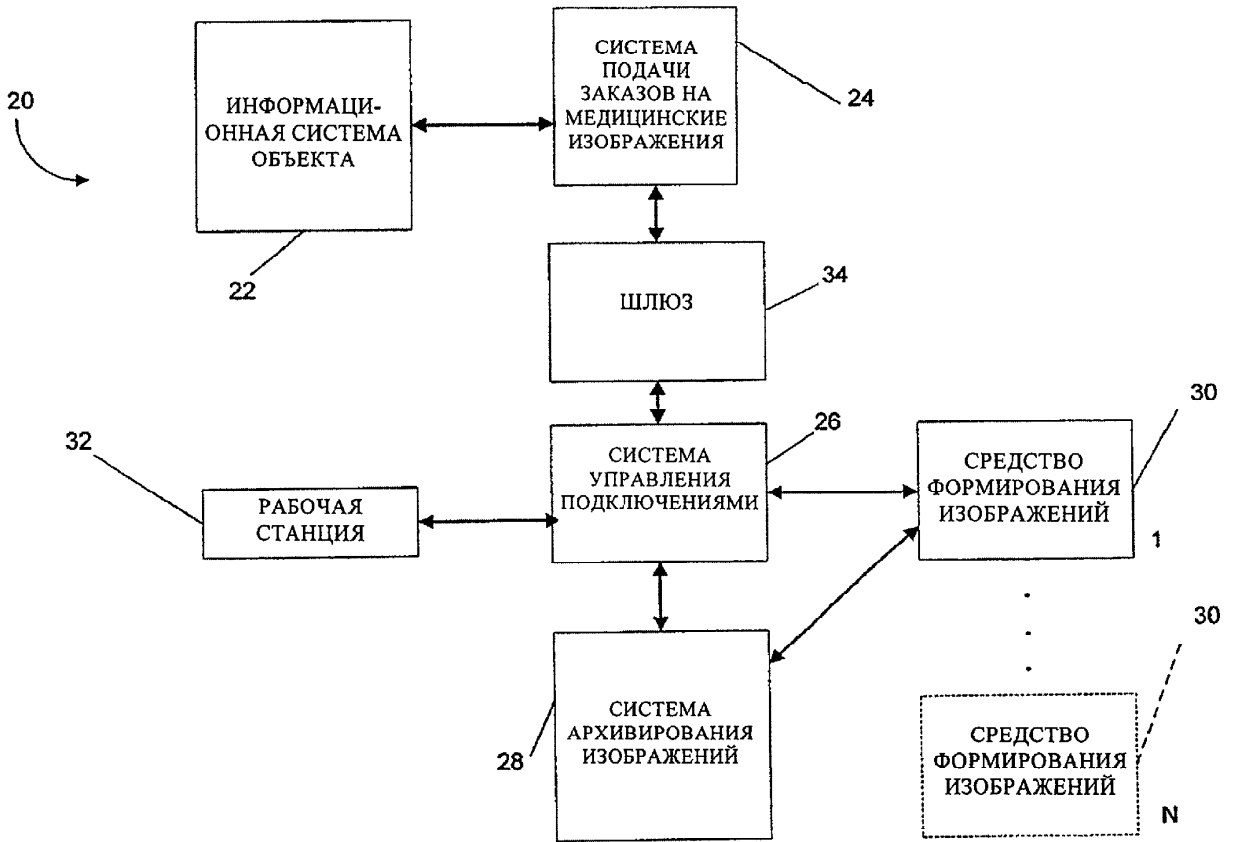 20
ИНФОРМАЦИ-
ОННАЯ СИСТЕМА
ОБЪЕКТА
22
СИСТЕМА
ПОДАЧИ
ЗАКАЗОВ НА
МЕДИЦИНСКИЕ
ИЗОБРАЖЕНИЯ
24
ШЛЮЗ
34
32
РАБОЧАЯ
СТАНЦИЯ
СИСТЕМА
УПРАВЛЕНИЯ
ПОДКЛЮЧЕНИЯМИ
26
СРЕДСТВО
ФОРМИРОВАНИЯ
ИЗОБРАЖЕНИЙ
30
1
СИСТЕМА
АРХИВИРОВАНИЯ
ИЗОБРАЖЕНИЙ
28
СРЕДСТВО
ФОРМИРОВАНИЯ
ИЗОБРАЖЕНИЙ
30
N